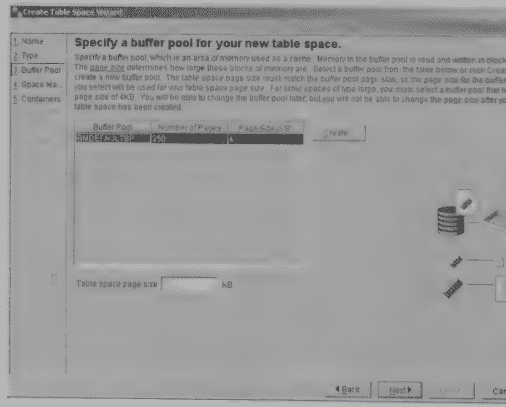 Create Table Space Wizard
1. Name
2. Type
3. Buffer Pool
4. Space Ma...
5. Containers
Specify a buffer pool for your new table space.
Specify a buffer pool, which is an area of memory used as a cache. Memory in the buffer pool is read and written in block
The page size determines how large these blocks of memory are. Select a buffer pool from the table below or click Crea
create a new buffer pool. The table space page size must match the buffer pool page size, so the page size for the buffer
you select will be used for your table space page size. For table spaces of type large, you must select a buffer pool that h
page size of 4KB. You will be able to change the buffer pool later, but you will not be able to change the page size after yo
table space has been created.
Buffer Pool Number of Pages Page Size
IBMDEFAULTBP 250 4
Create
Table space page size kB
Back Next Can